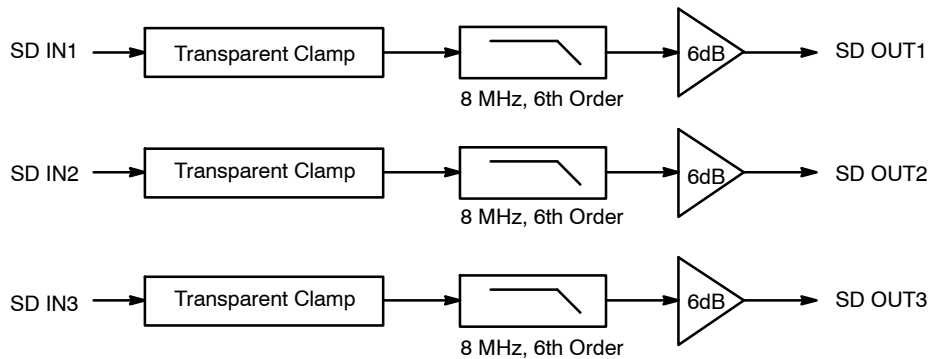 SD IN1
Transparent Clamp
6dB
SD OUT1
8 MHz, 6th Order
SD IN2
Transparent Clamp
6dB
SD OUT2
8 MHz, 6th Order
SD IN3
Transparent Clamp
6dB
SD OUT3
8 MHz, 6th Order